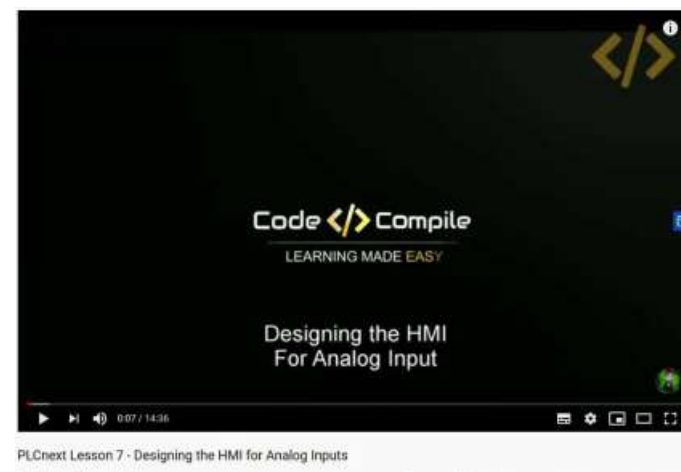 </>
Code </> Compile
LEARNING MADE EASY
Designing the HMI
For Analog Input
0:07 / 14:36
PLCnext Lesson 7 - Designing the HMI for Analog Inputs